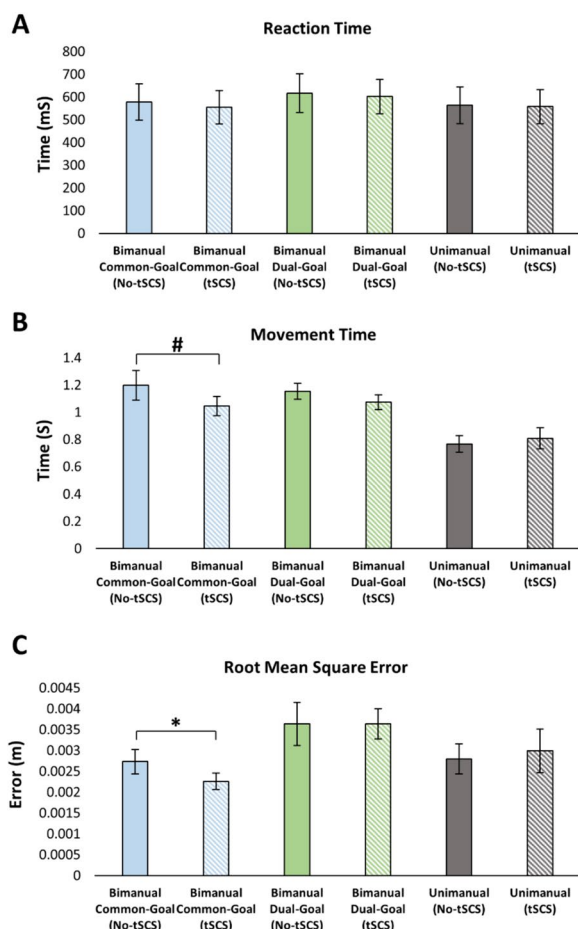 A
Reaction Time
Time (mS)
800
700
600
500
400
300
200
100
0
Bimanual Bimanual Bimanual Bimanual Unimanual Unimanual
Common-Goal Common-Goal Dual-Goal Dual-Goal (No-tSCS) (tSCS)
(No-tSCS) (tSCS) (No-tSCS) (tSCS)
B
Movement Time
#
Time (S)
1.4
1.2
1
0.8
0.6
0.4
0.2
0
Bimanual Bimanual Bimanual Bimanual Unimanual Unimanual
Common-Goal Common-Goal Dual-Goal Dual-Goal (No-tSCS) (tSCS)
(No-tSCS) (tSCS) (No-tSCS) (tSCS)
C
Root Mean Square Error
*
Error (m)
0.0045
0.004
0.0035
0.003
0.0025
0.002
0.0015
0.001
0.0005
0
Bimanual Bimanual Bimanual Bimanual Unimanual Unimanual
Common-Goal Common-Goal Dual-Goal Dual-Goal (No-tSCS) (tSCS)
(No-tSCS) (tSCS) (No-tSCS) (tSCS)